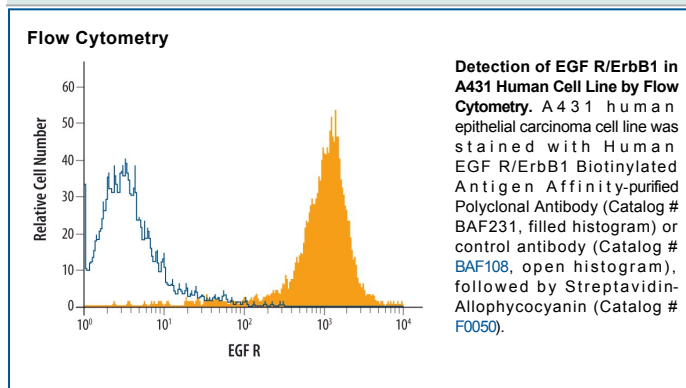 Flow Cytometry
Relative Cell Number
60
50
40
30
20
10
0
10⁰
10¹
10²
10³
10⁴
EGF R
Detection of EGF R/ErbB1 in
A431 Human Cell Line by Flow
Cytometry. A431 human
epithelial carcinoma cell line was
stained with Human
EGF R/ErbB1 Biotinylated
Antigen Affinity-purified
Polyclonal Antibody (Catalog #
BAF231, filled histogram) or
control antibody (Catalog #
BAF108, open histogram),
followed by Streptavidin-
Allophycocyanin (Catalog #
F0050).